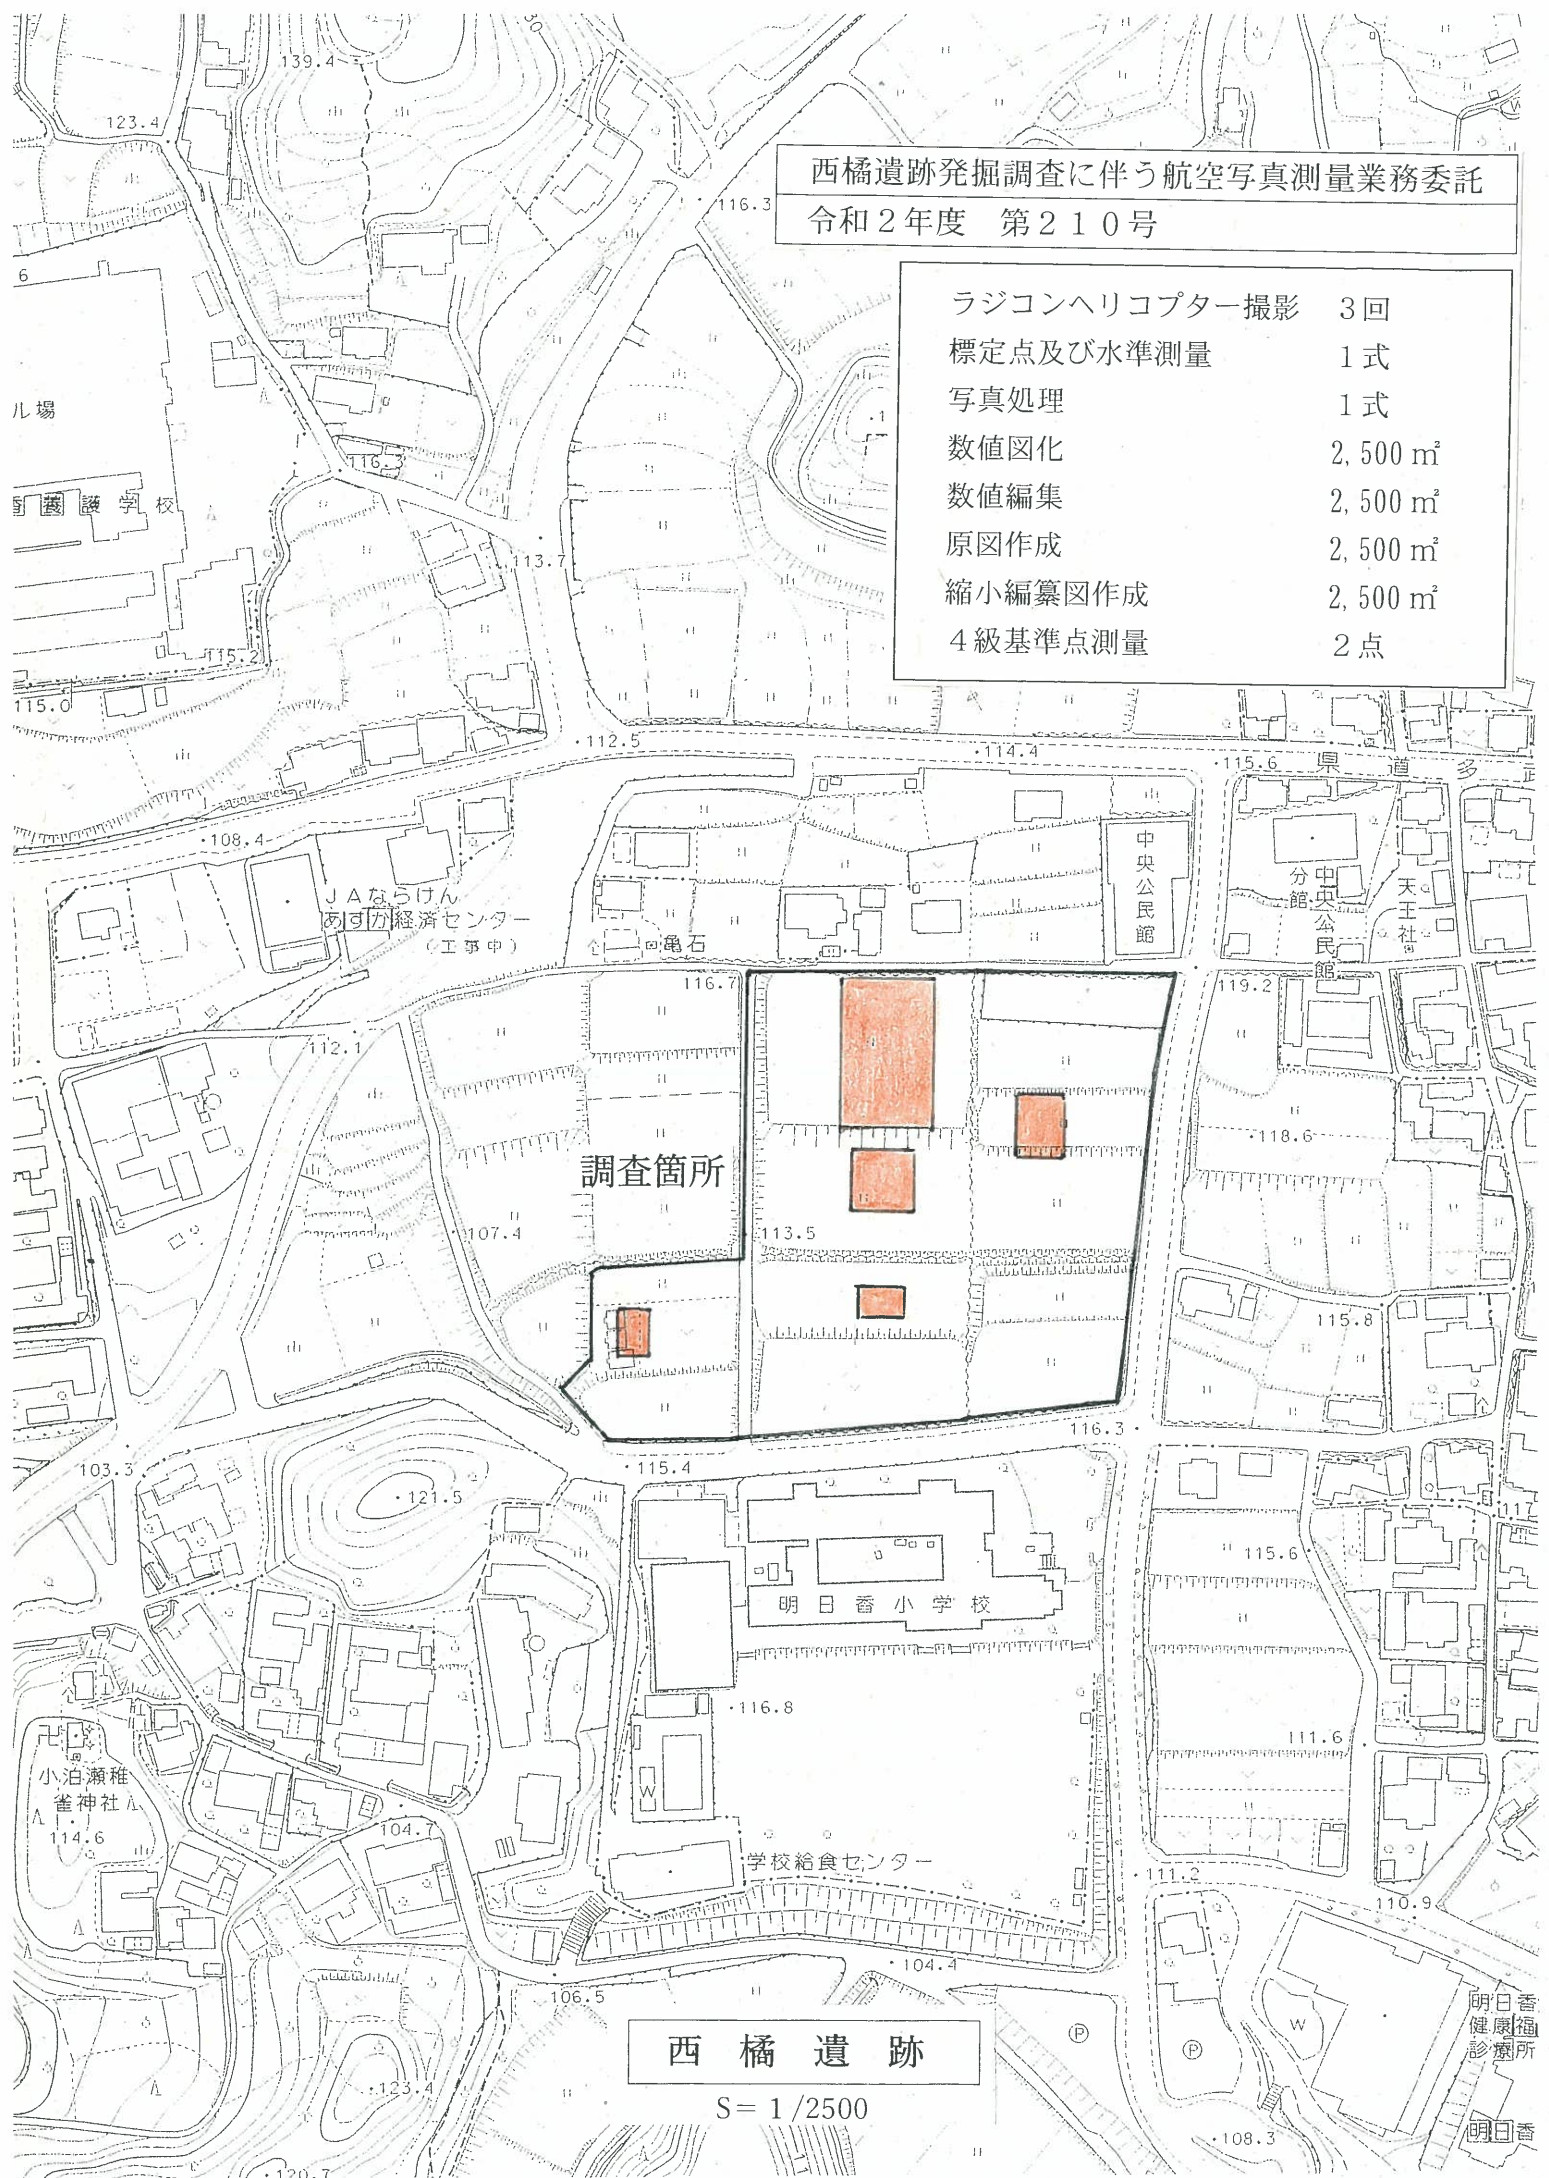 139.4
123.4
116.3
西橘遺跡発掘調査に伴う航空写真測量業務委託
令和2年度 第210号
6
ラジコンヘリコプター撮影 3回
標定点及び水準測量 1式
写真処理 1式
数値図化 2,500㎡
数値編集 2,500㎡
原図作成 2,500㎡
縮小編纂図作成 2,500㎡
4級基準点測量 2点
ル場
116.3
香養護学校
113.7
115.2
115.0
112.5
114.4
115.6
県道多武
108.4
JAならけん
あすか経済センター
(工事中)
亀石
中央公民館
中央公民館
分館
天王社
116.7
119.2
112.1
118.6
調査箇所
107.4
113.5
115.8
116.3
103.3
115.4
121.5
117
115.6
明日香小学校
116.8
111.6
小泊瀬稚
雀神社
W
114.6
104.7
学校給食センター
111.2
110.9
104.4
106.5
明日香
健康福
診療所
W
P
P
西橘遺跡
123.4
S=1/2500
明日香
108.3
120.7